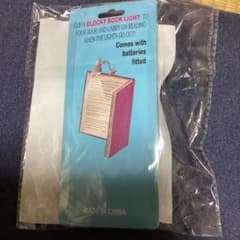 CLIP A BLOCKY BOOK LIGHT TO
YOUR BOOK AND CARRY ON READING
WHEN THE LIGHTS GO OUT!
Comes with
batteries
fitted
MADE IN CHINA